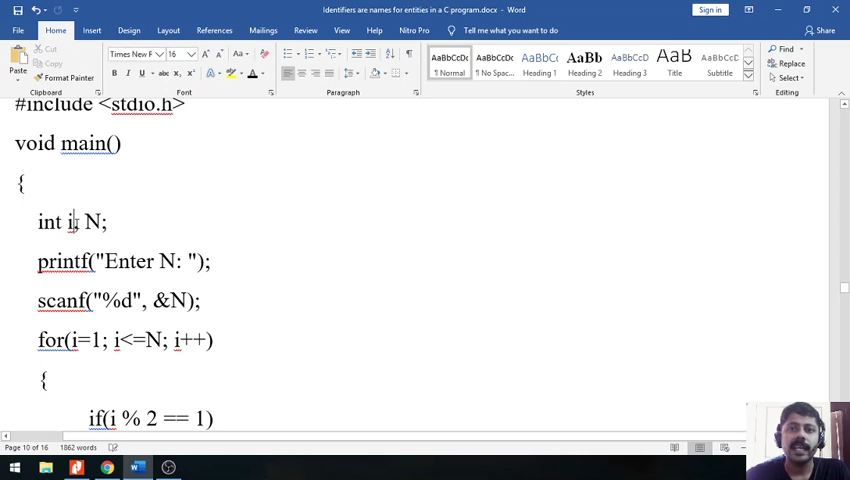 Identifiers are names for entities in a C program.docx - Word
Sign in
File Home Insert Design Layout References Mailings Review View Help Nitro Pro Tell me what you want to do Share
Paste
Cut
Copy
Format Painter
Clipboard
Times New R 16
B I U abc x₂ x²
Font
Paragraph
AaBbCcDc AaBbCcDc AaBbCc AaBb AaBbCcD AaB AaBbCcD
¶ Normal ¶ No Spac... Heading 1 Heading 2 Heading 3 Title Subtitle
Styles
Find
Replace
Select
Editing
#include <stdio.h>
void main()
{
int i, N;
printf("Enter N: ");
scanf("%d", &N);
for(i=1; i<=N; i++)
{
if(i % 2 == 1)
Page 10 of 16 1862 words